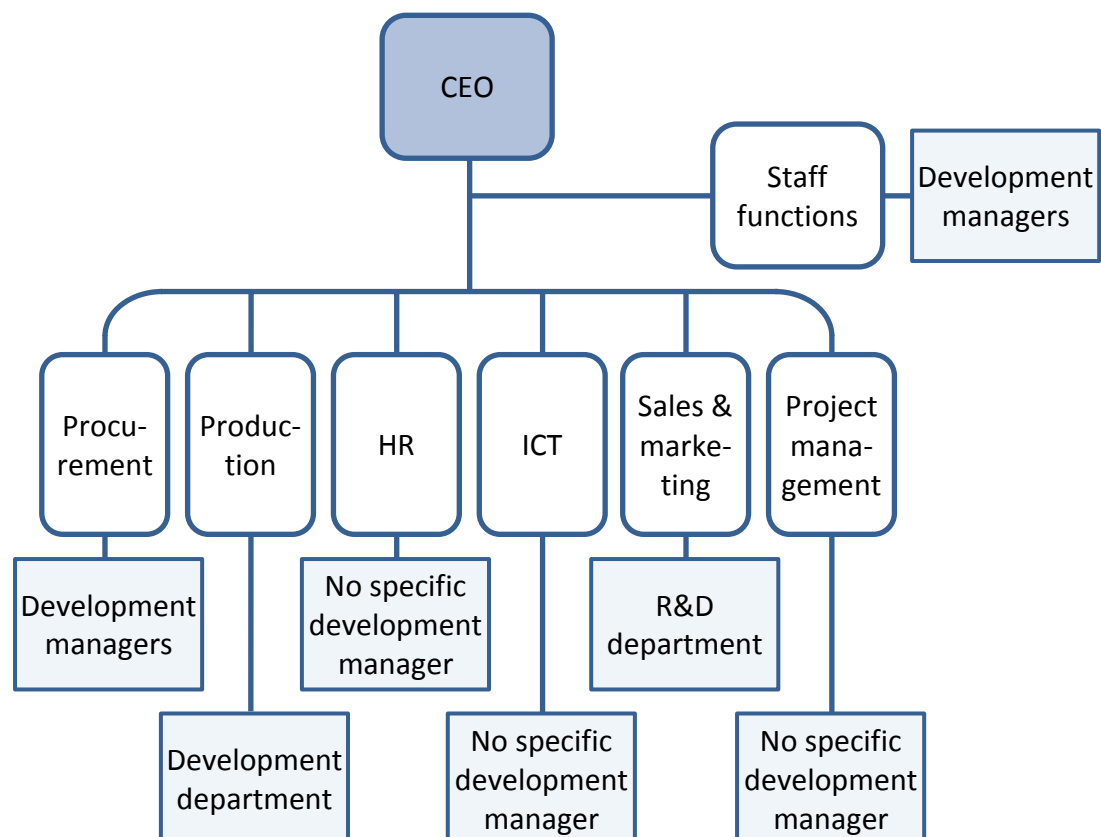 CEO
Staff
functions
Development
managers
Procu-
rement
Produc-
tion
HR
ICT
Sales &
marke-
ting
Project
mana-
gement
Development
managers
No specific
development
manager
R&D
department
Development
department
No specific
development
manager
No specific
development
manager